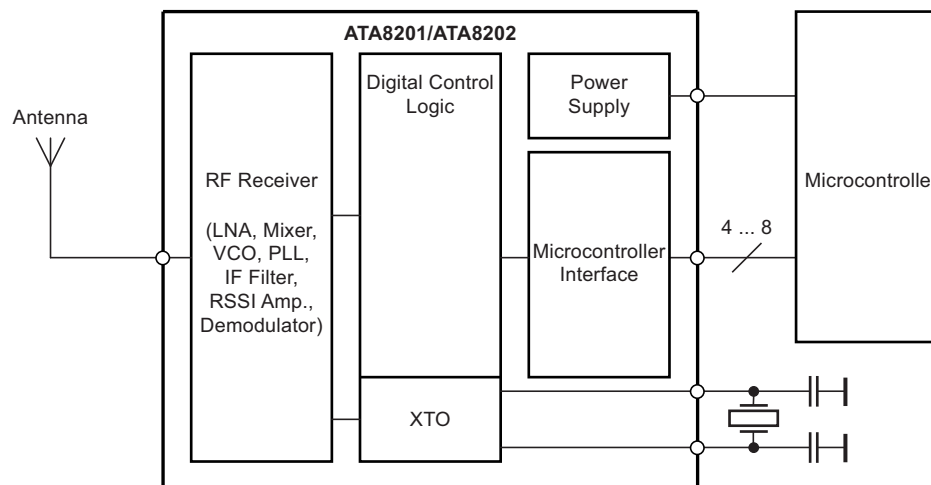 ATA8201/ATA8202
Antenna
RF Receiver
(LNA, Mixer,
VCO, PLL,
IF Filter,
RSSI Amp.,
Demodulator)
Digital Control
Logic
XTO
Power
Supply
Microcontroller
Interface
4 ... 8
Microcontrolle